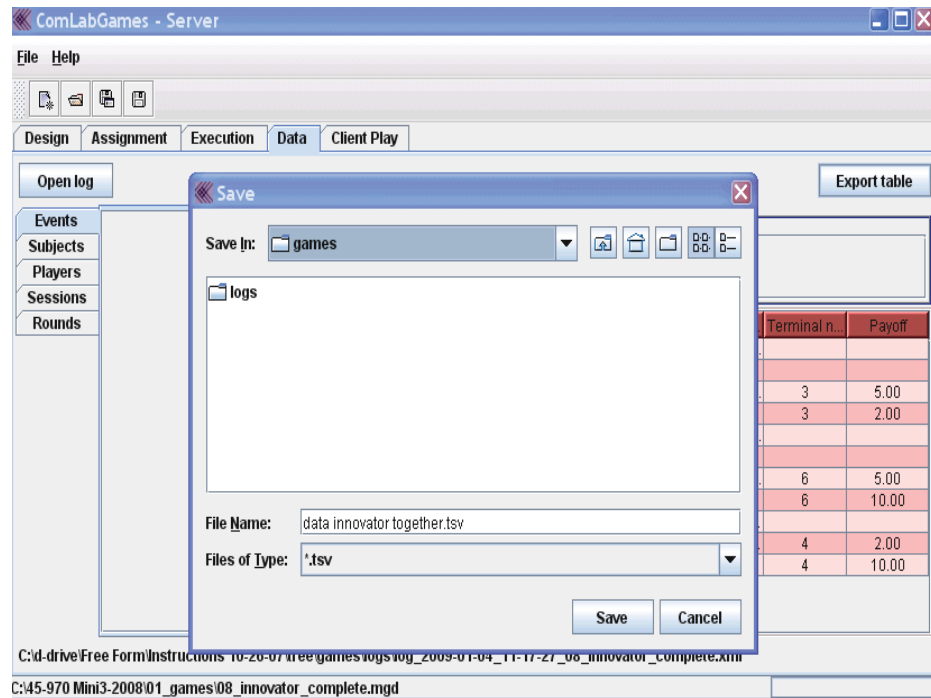 ComLabGames - Server
File Help
Design Assignment Execution Data Client Play
Open log
Export table
Save
Events
Subjects
Players
Sessions
Rounds
Save In: games
logs
Terminal n... Payoff
3 5.00
3 2.00
6 5.00
6 10.00
4 2.00
4 10.00
File Name: data innovator together.tsv
Files of Type: *.tsv
Save Cancel
C:\d-drive\Free Form\Instructions 10-26-07\tree\games\logs\log_2009-01-04_11-17-27_08_innovator_complete.xml
C:\45-970 Mini3-2008\01_games\08_innovator_complete.mgd